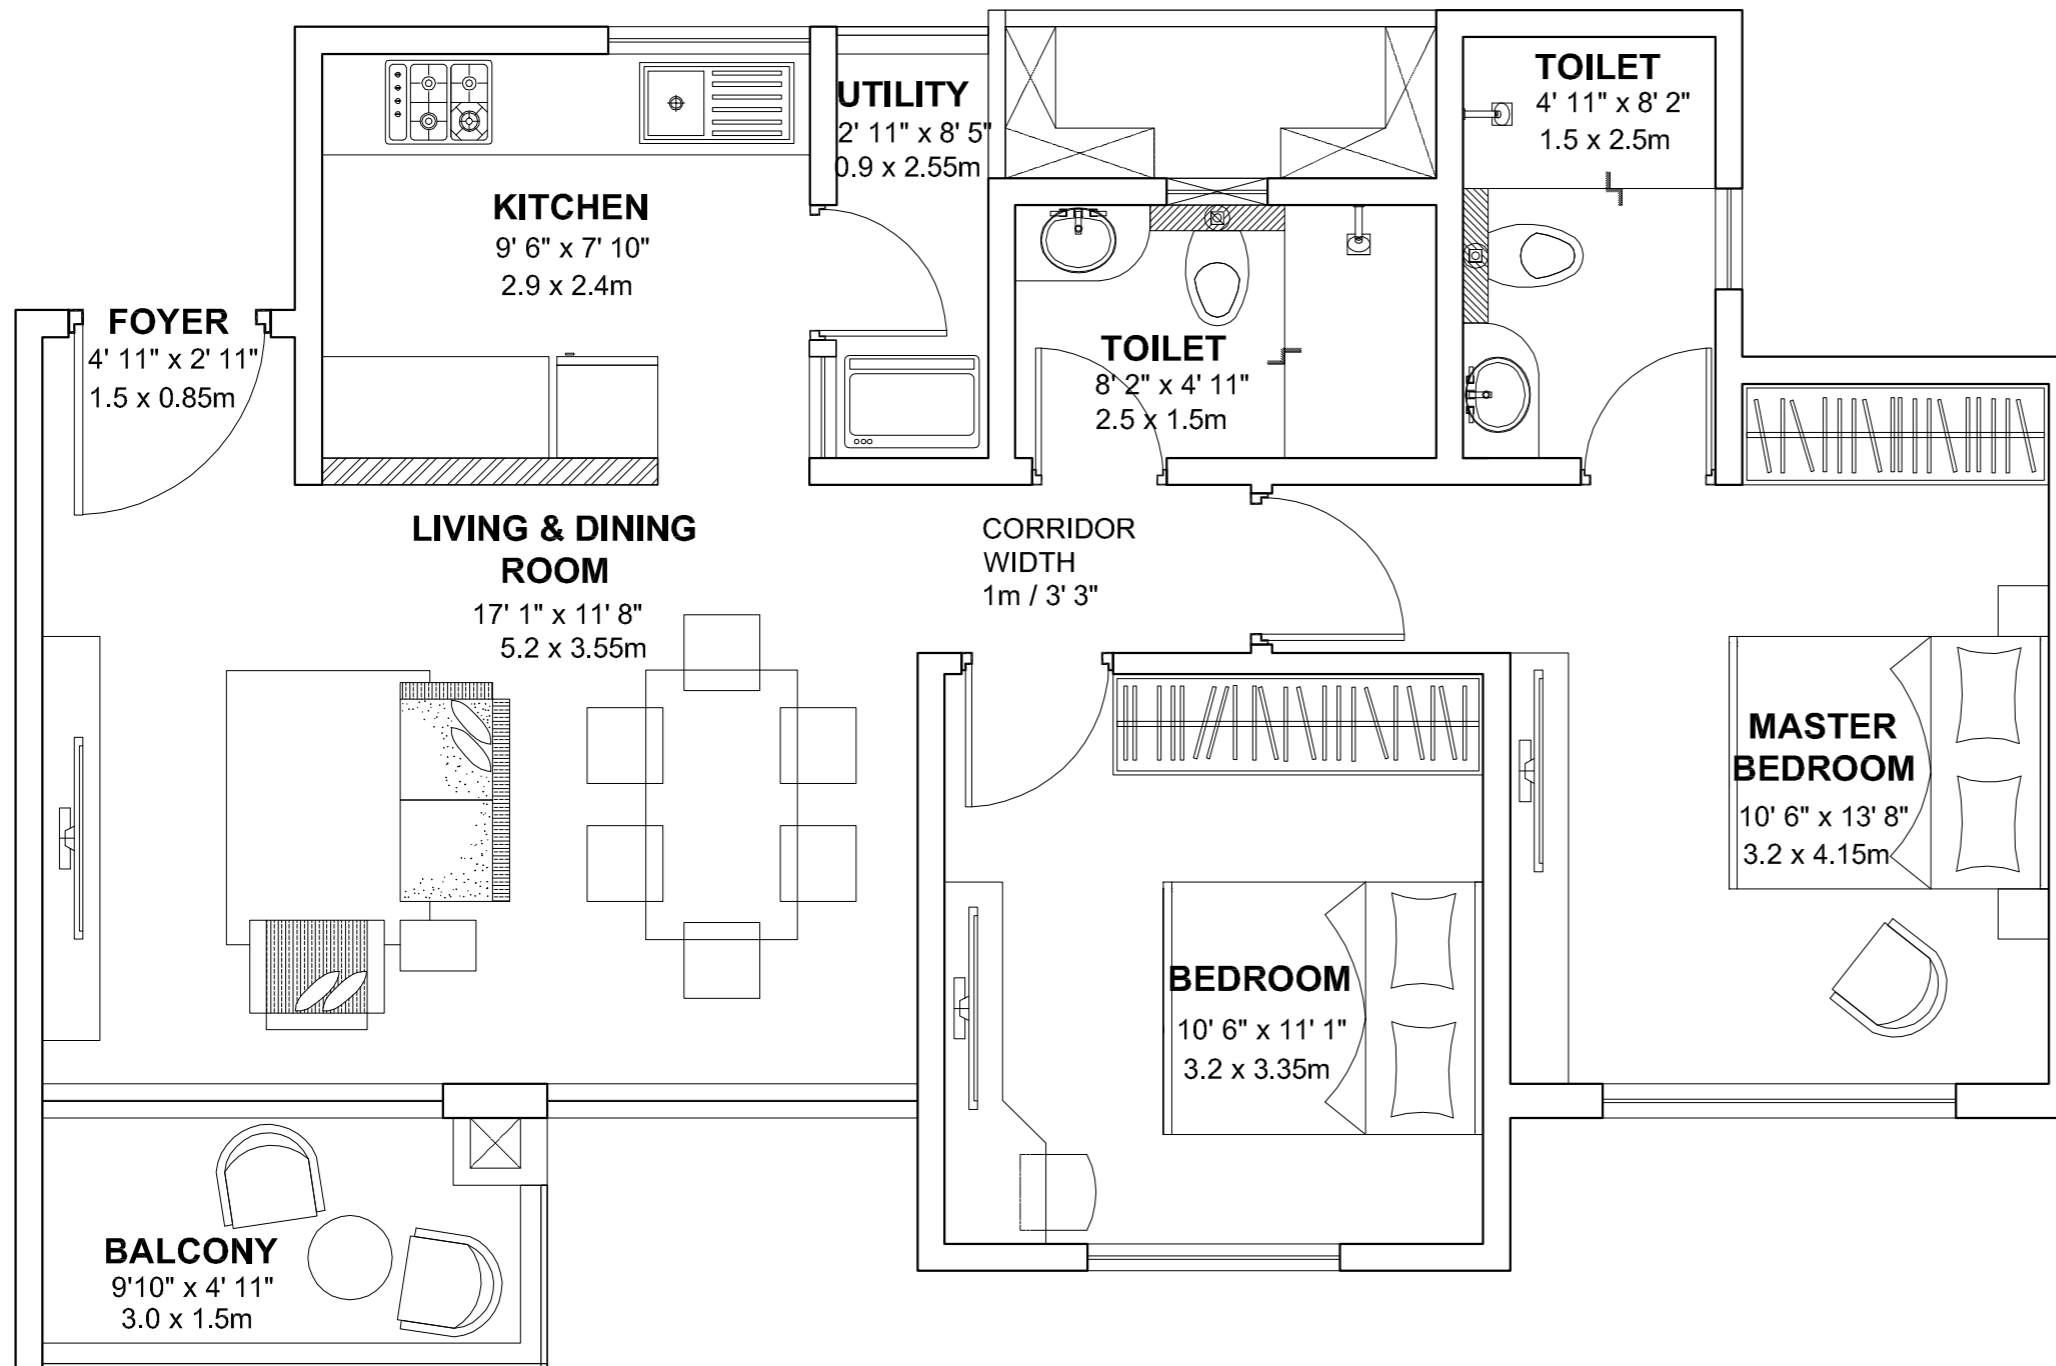 TOILET
4' 11" x 8' 2"
1.5 x 2.5m
UTILITY
2' 11" x 8' 5"
0.9 x 2.55m
KITCHEN
9' 6" x 7' 10"
2.9 x 2.4m
FOYER
4' 11" x 2' 11"
1.5 x 0.85m
TOILET
8' 2" x 4' 11"
2.5 x 1.5m
LIVING & DINING
ROOM
17' 1" x 11' 8"
5.2 x 3.55m
CORRIDOR
WIDTH
1m / 3' 3"
MASTER
BEDROOM
10' 6" x 13' 8"
3.2 x 4.15m
BEDROOM
10' 6" x 11' 1"
3.2 x 3.35m
BALCONY
9'10" x 4' 11"
3.0 x 1.5m